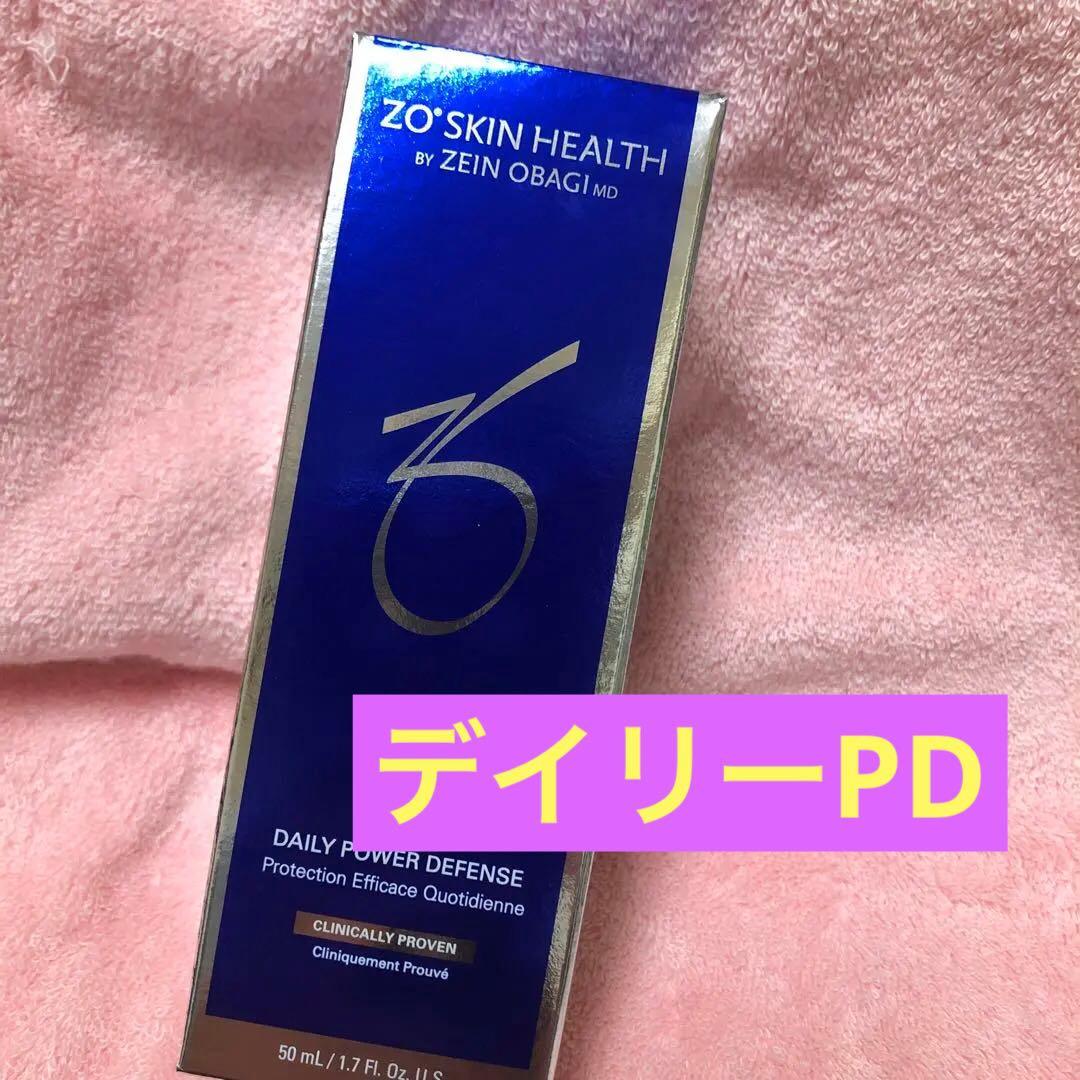 ZO® SKIN HEALTH
BY ZEIN OBAGI MD
デイリーPD
DAILY POWER DEFENSE
Protection Efficace Quotidienne
CLINICALLY PROVEN
Cliniquement Prouvé
50 mL / 1.7 Fl. Oz. U.S.